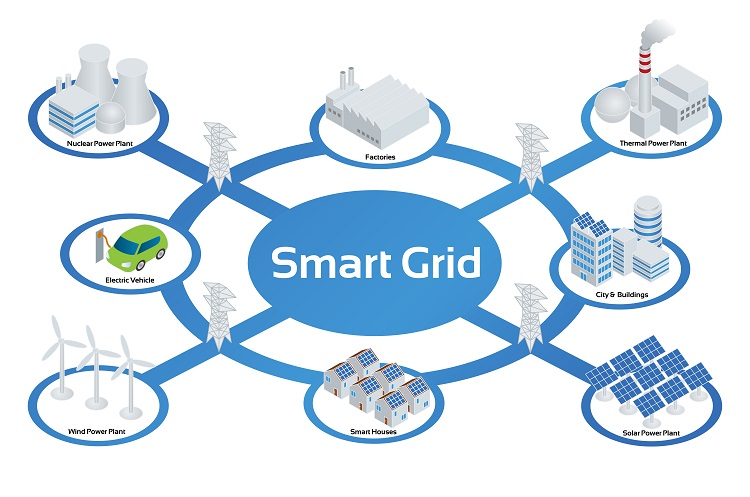 Nuclear Power Plant
Factories
Thermal Power Plant
Smart Grid
Electric Vehicle
City & Buildings
Wind Power Plant
Smart Houses
Solar Power Plant